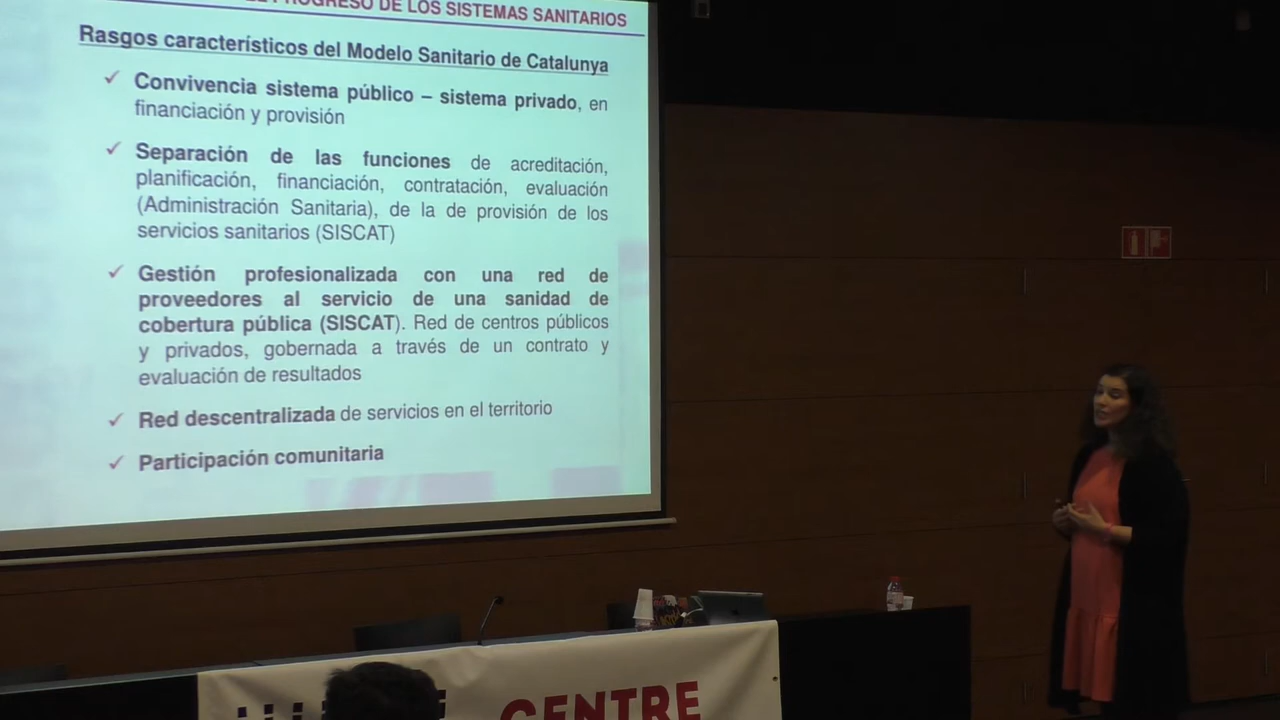 PROGRESO DE LOS SISTEMAS SANITARIOS
Rasgos característicos del Modelo Sanitario de Catalunya
✓ Convivencia sistema público – sistema privado, en
financiación y provisión
✓ Separación de las funciones de acreditación,
planificación, financiación, contratación, evaluación
(Administración Sanitaria), de la de provisión de los
servicios sanitarios (SISCAT)
✓ Gestión profesionalizada con una red de
proveedores al servicio de una sanidad de
cobertura pública (SISCAT). Red de centros públicos
y privados, gobernada a través de un contrato y
evaluación de resultados
✓ Red descentralizada de servicios en el territorio
✓ Participación comunitaria
CENTRE